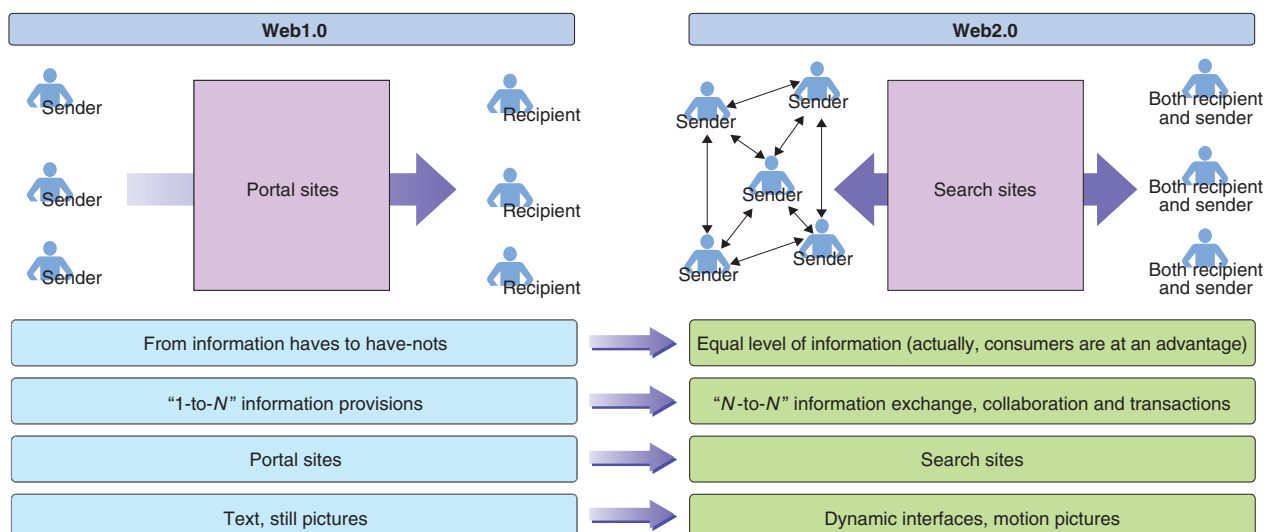 Web1.0
Sender
Sender
Sender
Portal sites
Recipient
Recipient
Recipient
Web2.0
Sender
Sender
Sender
Sender
Sender
Search sites
Both recipient
and sender
Both recipient
and sender
Both recipient
and sender
From information haves to have-nots
Equal level of information (actually, consumers are at an advantage)
“1-to-N” information provisions
“N-to-N” information exchange, collaboration and transactions
Portal sites
Search sites
Text, still pictures
Dynamic interfaces, motion pictures